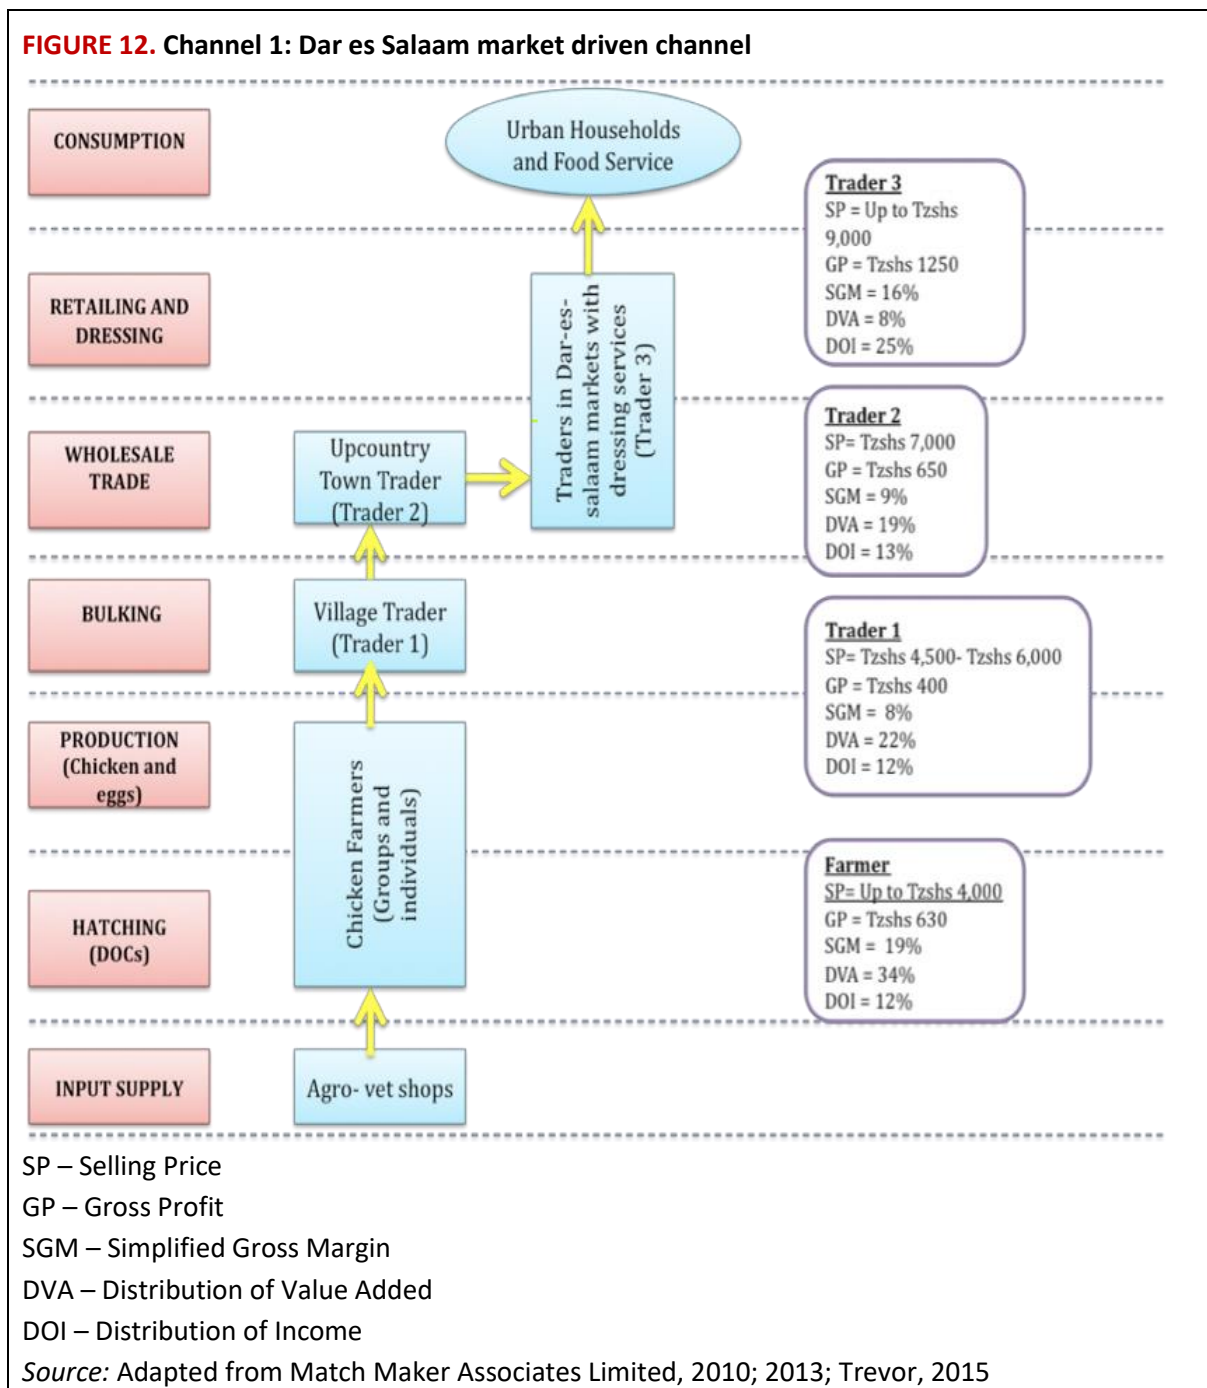 FIGURE 12. Channel 1: Dar es Salaam market driven channel
CONSUMPTION
Urban Households
and Food Service
Trader 3
SP = Up to Tzshs
9,000
GP = Tzshs 1250
SGM = 16%
DVA = 8%
DOI = 25%
RETAILING AND
DRESSING
Traders in Dar-es-
salaam markets with
dressing services
(Trader 3)
WHOLESALE
TRADE
Upcountry
Town Trader
(Trader 2)
Trader 2
SP= Tzshs 7,000
GP = Tzshs 650
SGM = 9%
DVA = 19%
DOI = 13%
BULKING
Village Trader
(Trader 1)
Trader 1
SP= Tzshs 4,500- Tzshs 6,000
GP = Tzshs 400
SGM = 8%
DVA = 22%
DOI = 12%
PRODUCTION
(Chicken and
eggs)
Chicken Farmers
(Groups and
individuals)
HATCHING
(DOCs)
Farmer
SP= Up to Tzshs 4,000
GP = Tzshs 630
SGM = 19%
DVA = 34%
DOI = 12%
INPUT SUPPLY
Agro- vet shops
SP – Selling Price
GP – Gross Profit
SGM – Simplified Gross Margin
DVA – Distribution of Value Added
DOI – Distribution of Income
Source: Adapted from Match Maker Associates Limited, 2010; 2013; Trevor, 2015